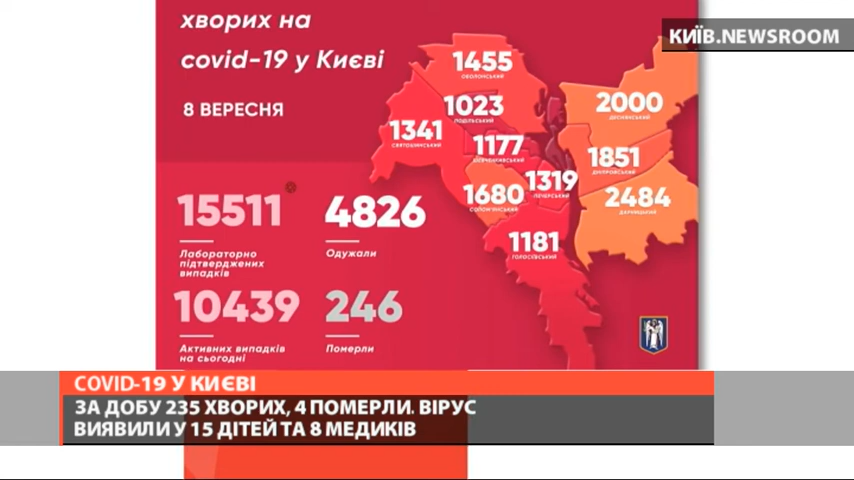 КИЇВ.NEWSROOM
хворих на
covid-19 у Києві
8 ВЕРЕСНЯ
1455
ОБОЛОНСЬКИЙ
1023
ПОДІЛЬСЬКИЙ
2000
ДЕСНЯНСЬКИЙ
1341
СВЯТОШИНСЬКИЙ
1177
ШЕВЧЕНКІВСЬКИЙ
1851
ДНІПРОВСЬКИЙ
1319
ПЕЧЕРСЬКИЙ
1680
СОЛОМ'ЯНСЬКИЙ
2484
ДАРНИЦЬКИЙ
1181
ГОЛОСІЇВСЬКИЙ
15511
Лабораторно
підтверджених
випадків
4826
Одужали
10439
Активних випадків
на сьогодні
246
Померли
COVID-19 У КИЄВІ
ЗА ДОБУ 235 ХВОРИХ, 4 ПОМЕРЛИ. ВІРУС
ВИЯВИЛИ У 15 ДІТЕЙ ТА 8 МЕДИКІВ